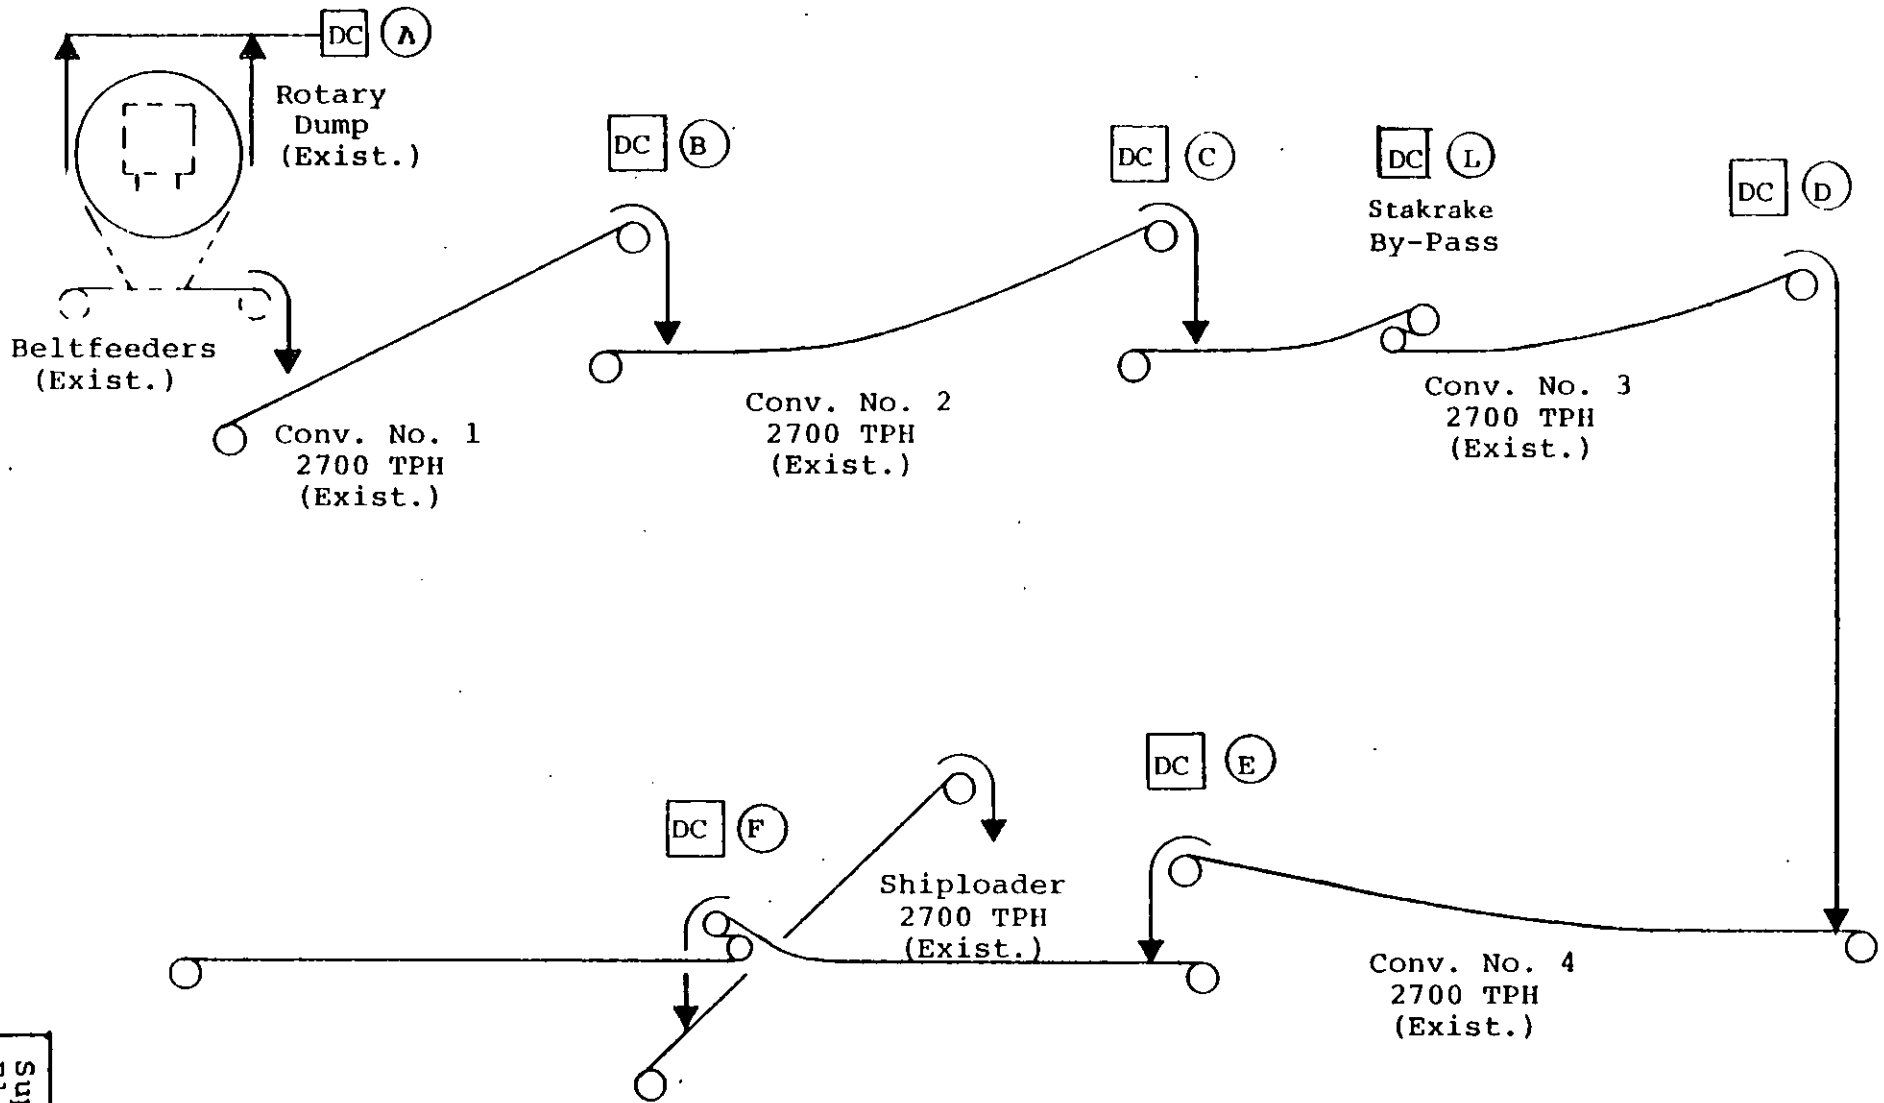 DC A
Rotary
Dump
(Exist.)
DC B
DC C
DC L
Stakrake
By-Pass
DC D
Beltfeeders
(Exist.)
Conv. No. 1
2700 TPH
(Exist.)
Conv. No. 2
2700 TPH
(Exist.)
Conv. No. 3
2700 TPH
(Exist.)
DC E
DC F
Shiploader
2700 TPH
(Exist.)
Conv. No. 4
2700 TPH
(Exist.)